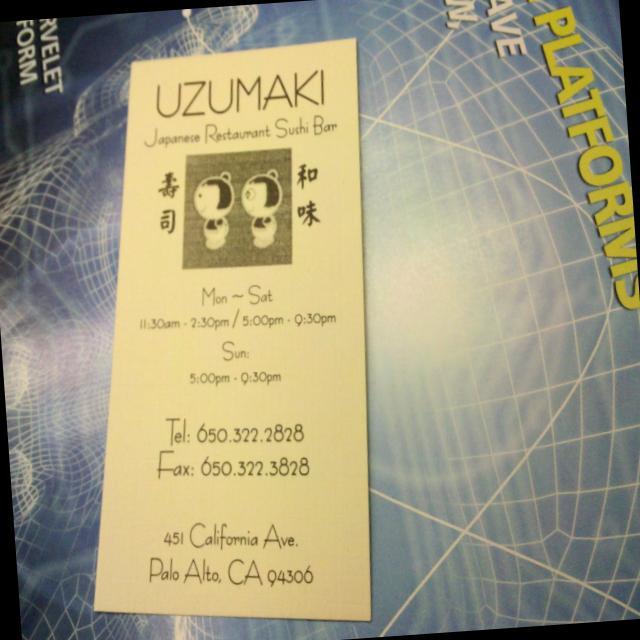 UZUMAKI
Japanese Restaurant Sushi Bar
寿司
和味
Mon ~ Sat
11:30am - 2:30pm / 5:00pm - 9:30pm
Sun:
5:00pm - 9:30pm
Tel: 650.322.2828
Fax: 650.322.3828
451 California Ave.
Palo Alto, CA 94306
PLATFORMS
AVE
RVELET
FORM